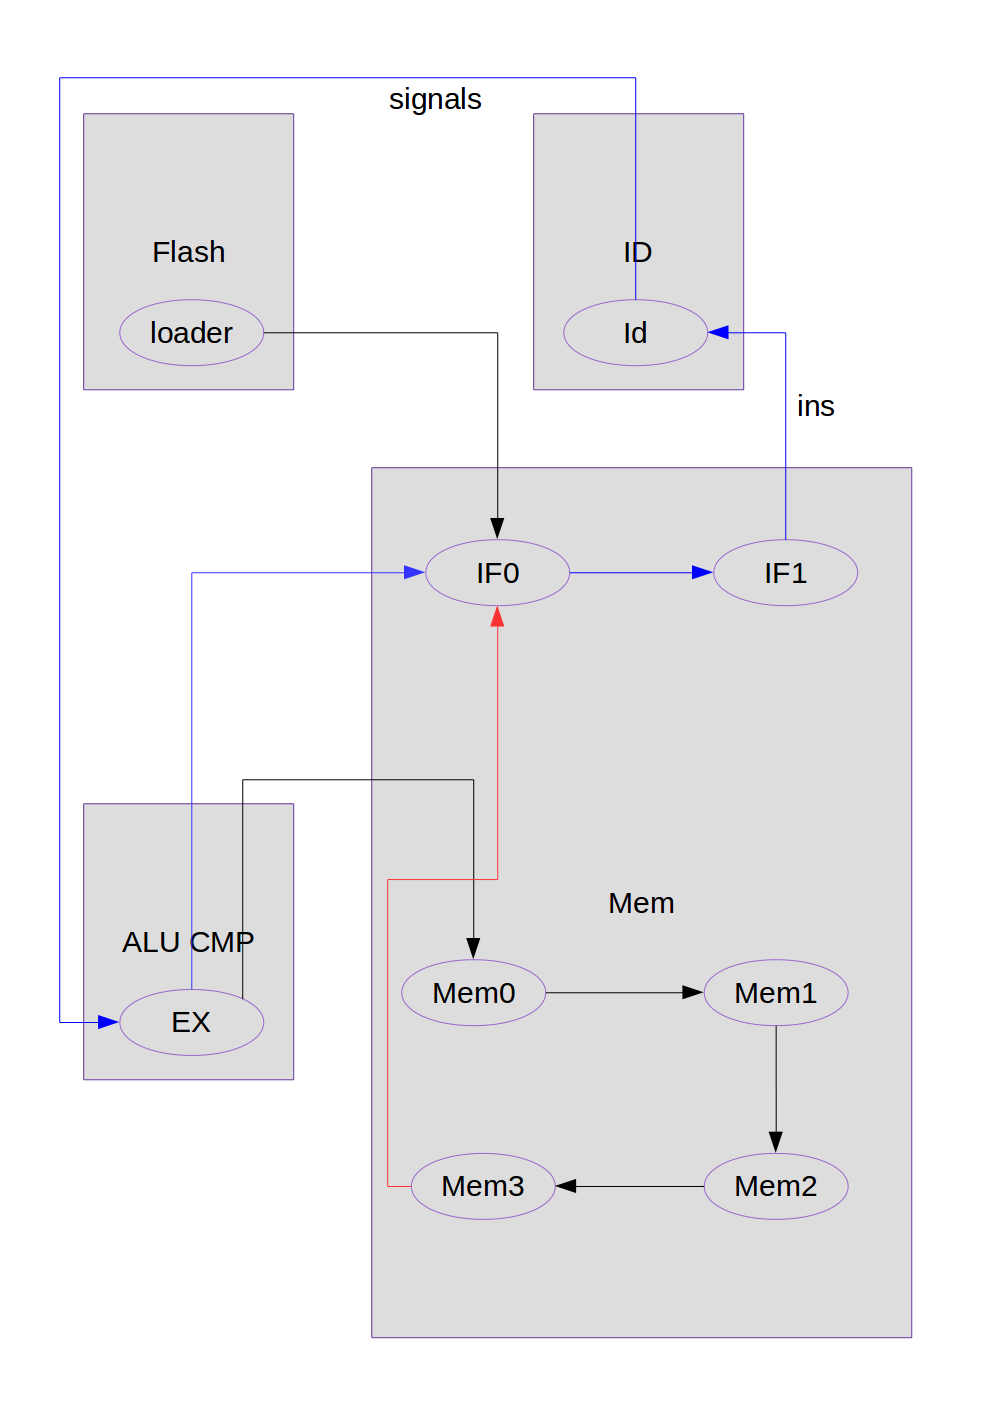 signals
Flash
ID
loader
Id
ins
IF0
IF1
Mem
ALU CMP
Mem0
Mem1
EX
Mem3
Mem2